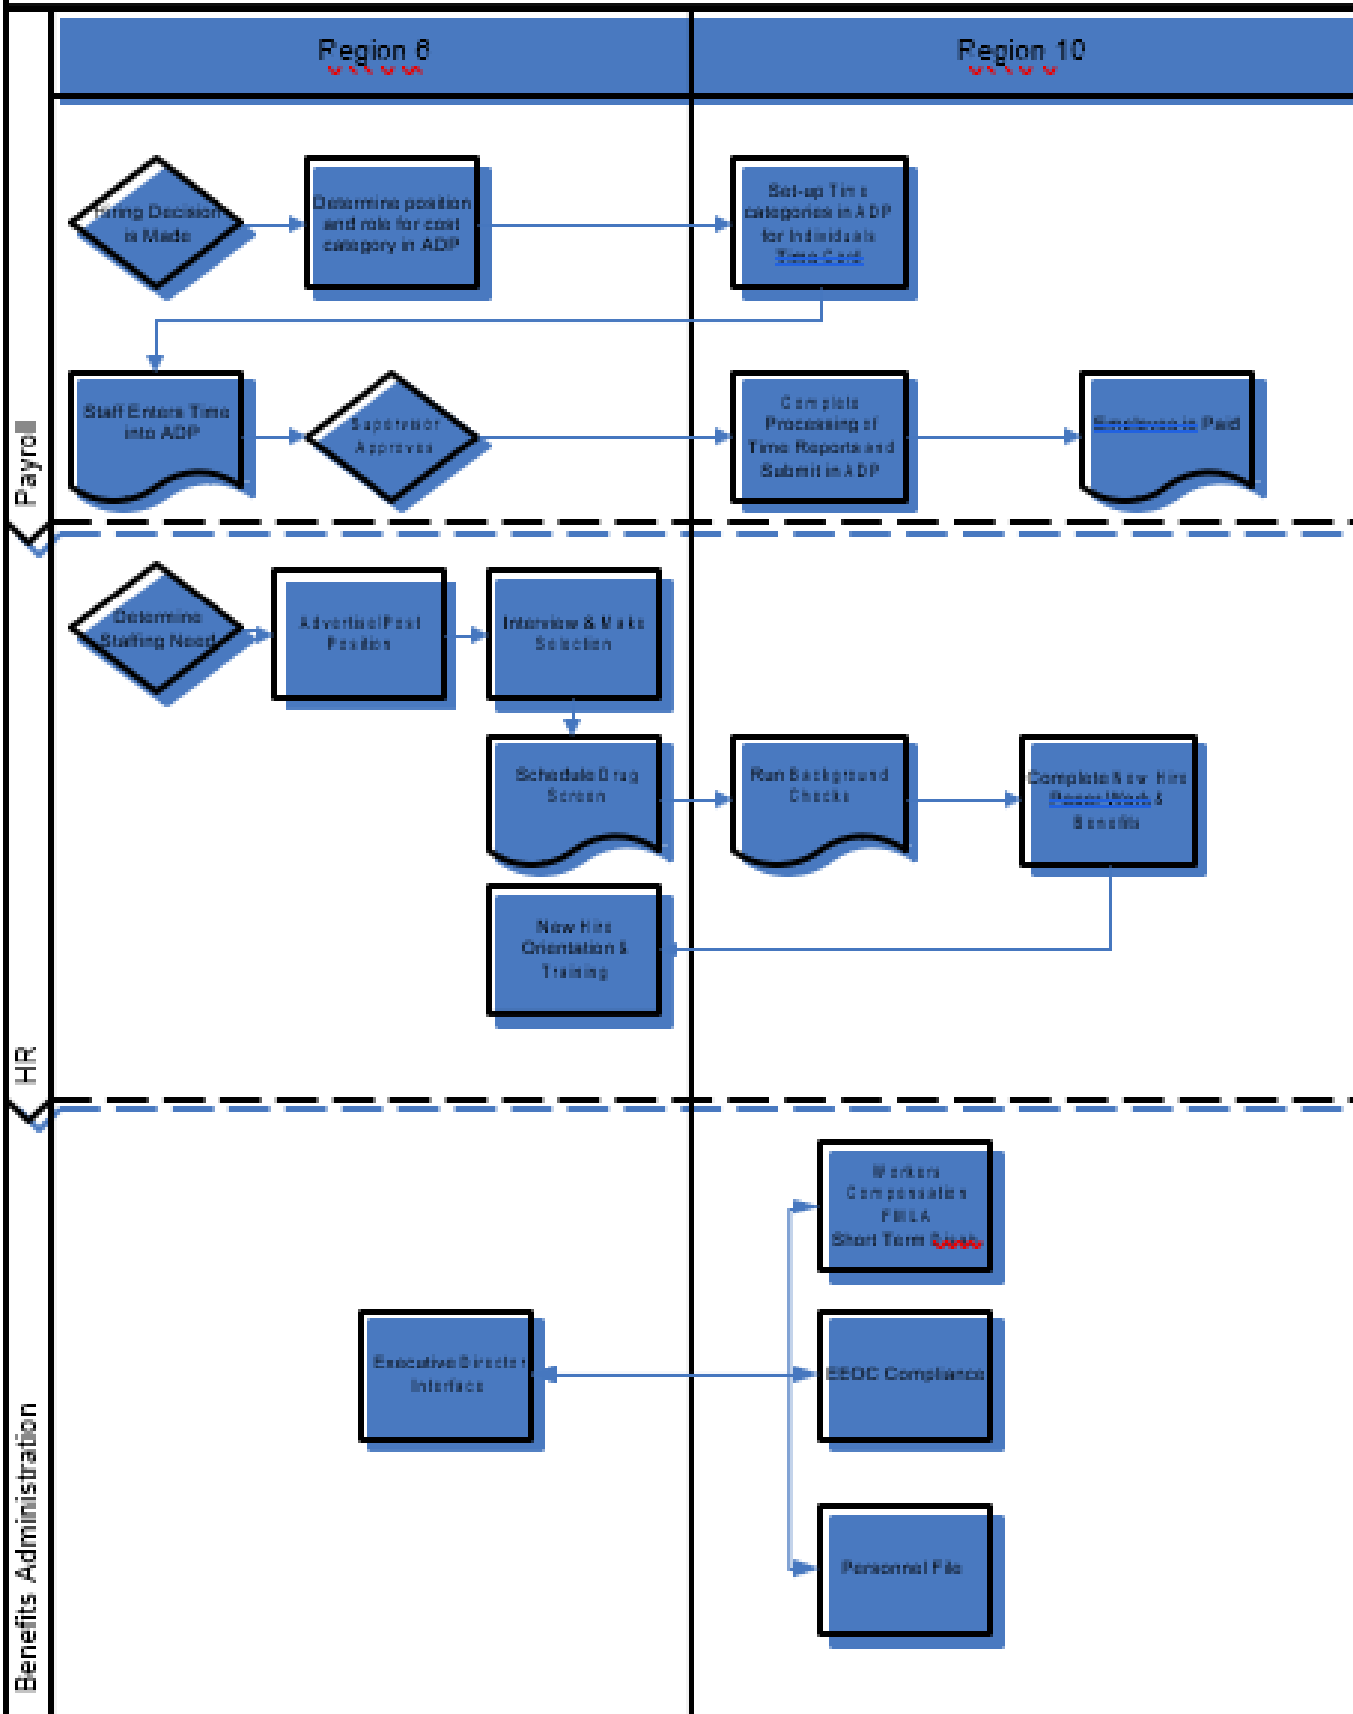 Region 6
Region 10
Payroll
Hiring Decision
is Made
Determine position
and role for cost
category in ADP
Set-up Time
categories in ADP
for Individuals
Time Card
Staff Enters Time
into ADP
Supervisor
Approves
Complete
Processing of
Time Reports and
Submit in ADP
Employee is Paid
HR
Determine
Staffing Need
Advertise/Post
Position
Interview & Make
Selection
Schedule Drug
Screen
Run Background
Checks
Complete New Hire
Paper Work &
Benefits
New Hire
Orientation &
Training
Benefits Administration
Workers
Compensation
FMLA
Short Term Disab.
Executive Director
Interface
EEOC Compliance
Personnel File